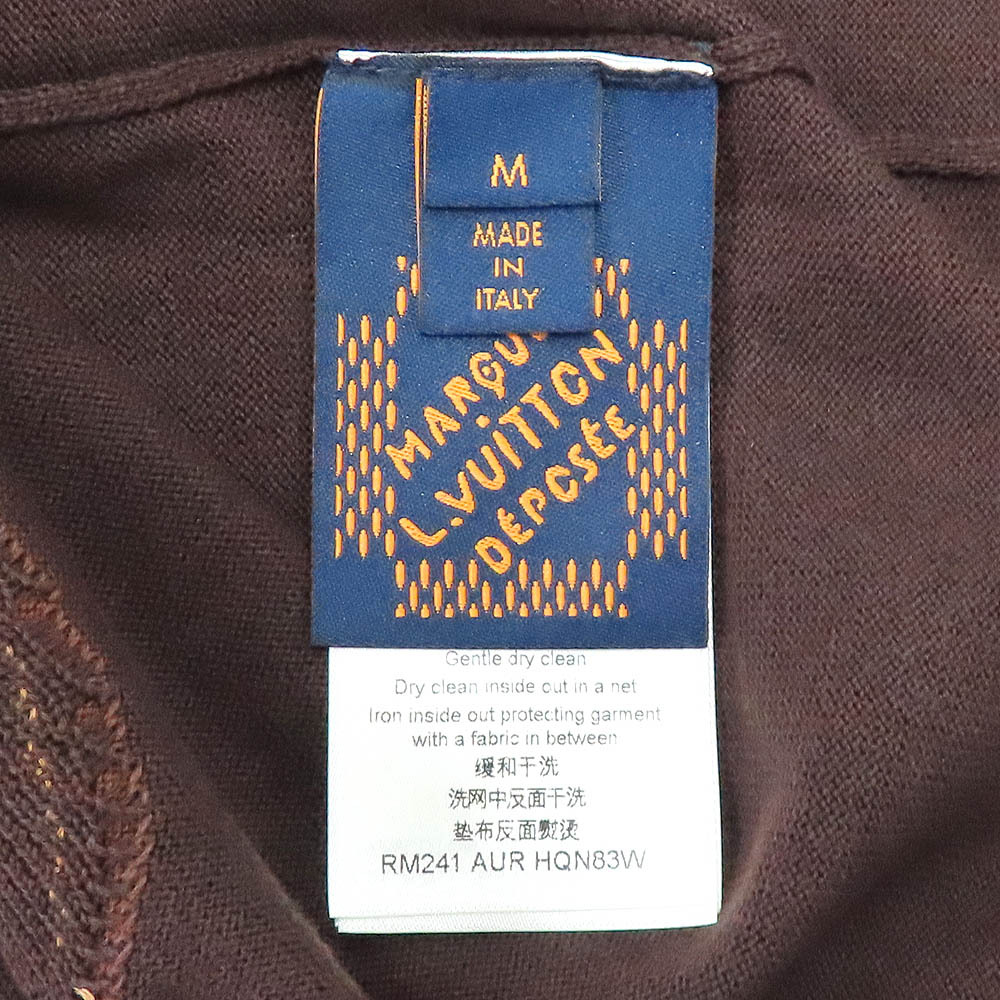 M
MADE
IN
ITALY
MARQU
L.VUITTON
DÉPOSÉE
Gentle dry clean
Dry clean inside out in a net
Iron inside out protecting garment
with a fabric in between
缓和干洗
洗网中反面干洗
垫布反面熨烫
RM241 AUR HQN83W